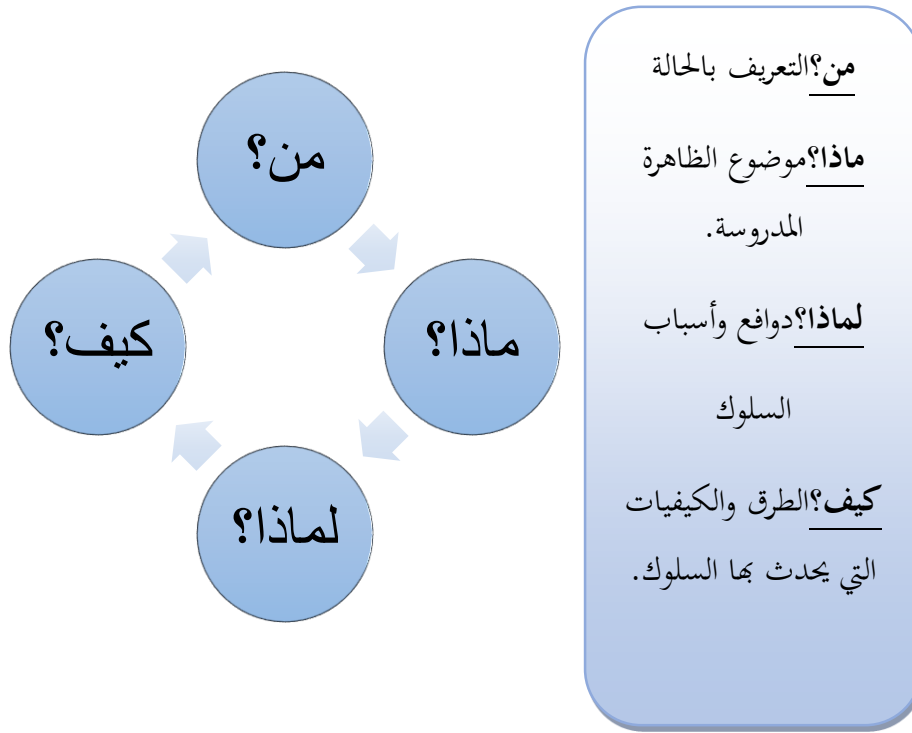 من؟
ماذا؟
لماذا؟
كيف؟
من؟التعريف بالحالة
ماذا؟موضوع الظاهرة
المدروسة.
لماذا؟دوافع وأسباب
السلوك
كيف؟الطرق والكيفيات
التي يحدث بها السلوك.